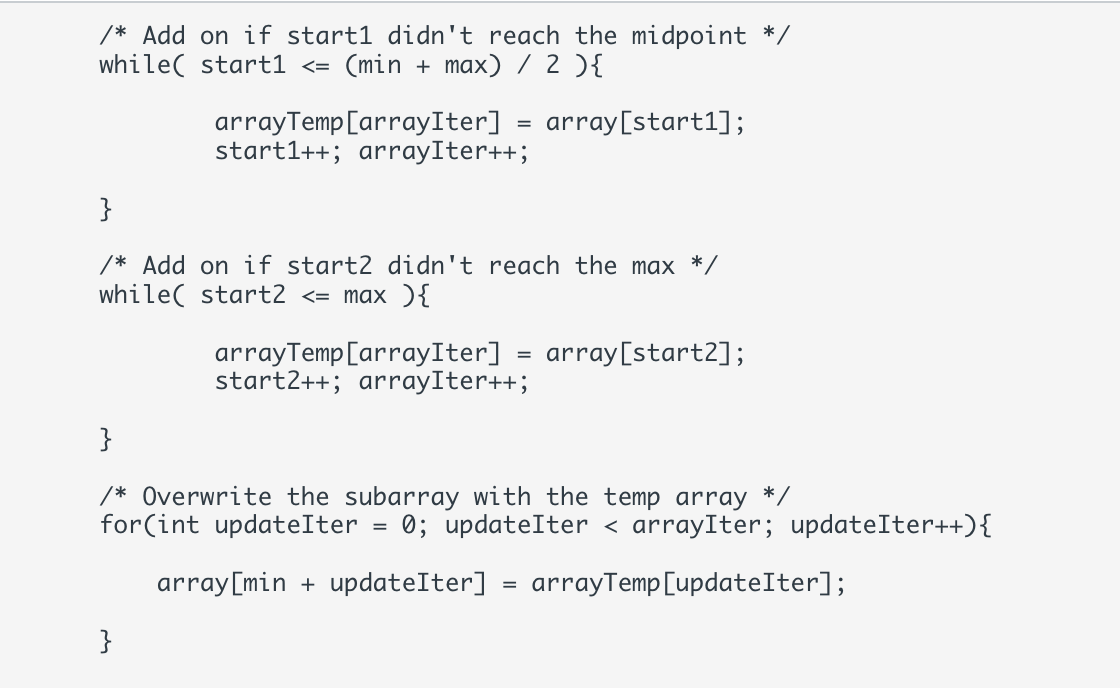 /* Add on if start1 didn't reach the midpoint */
while( start1 <= (min + max) / 2 ){
arrayTemp[arrayIter] = array[start1];
start1++; arrayIter++;
}
/* Add on if start2 didn't reach the max */
while( start2 <= max ){
arrayTemp[arrayIter] = array[start2];
start2++; arrayIter++;
}
/* Overwrite the subarray with the temp array */
for(int updateIter = 0; updateIter < arrayIter; updateIter++){
array[min + updateIter] = arrayTemp[updateIter];
}